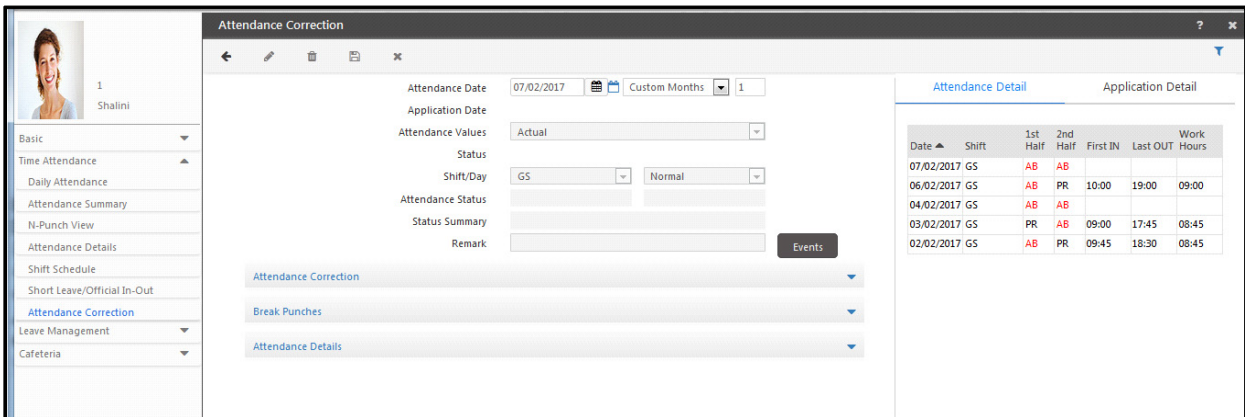 Attendance Correction ? ×
1
Shalini
Basic
Time Attendance
Daily Attendance
Attendance Summary
N-Punch View
Attendance Details
Shift Schedule
Short Leave/Official In-Out
Attendance Correction
Leave Management
Cafeteria
Attendance Date 07/02/2017 Custom Months 1
Application Date
Attendance Values Actual
Status
Shift/Day GS Normal
Attendance Status
Status Summary
Remark Events
Attendance Correction
Break Punches
Attendance Details
Attendance Detail Application Detail
1st 2nd Work
Date Shift Half Half First IN Last OUT Hours
07/02/2017 GS AB AB
06/02/2017 GS AB PR 10:00 19:00 09:00
04/02/2017 GS AB AB
03/02/2017 GS PR AB 09:00 17:45 08:45
02/02/2017 GS AB PR 09:45 18:30 08:45